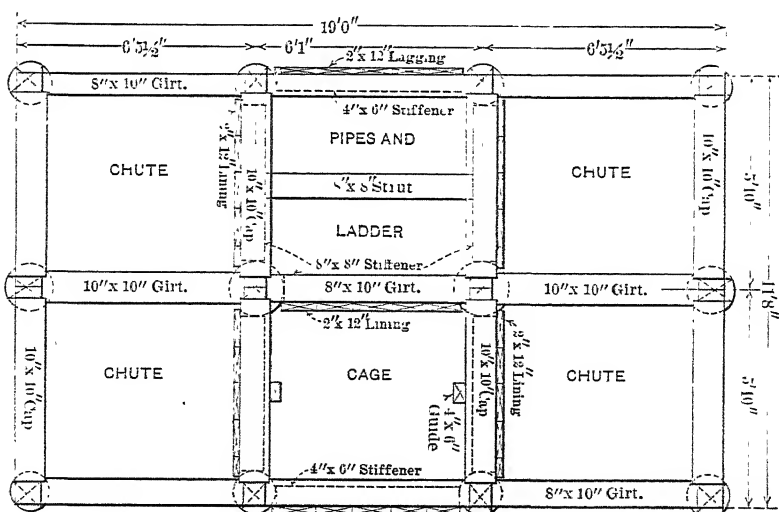 19'0"
6'5½" 6'1" 6'5½"
2"x 12" Lagging
8"x 10" Girt.
4"x 6" Stiffener
PIPES AND
2"x 12" Lining
10"x 10" Cap
CHUTE
CHUTE
10"x 10" Cap
5'10"
8"x 8" Strut
LADDER
8"x 8" Stiffener
10"x 10" Girt.
8"x 10" Girt.
10"x 10" Girt.
11'8"
2"x 12" Lining
10"x 10" Cap
CHUTE
CAGE
4"x 6"
Guide
10"x 10" Cap
2"x 12" Lining
CHUTE
5'10"
4"x 6" Stiffener
8"x 10" Girt.